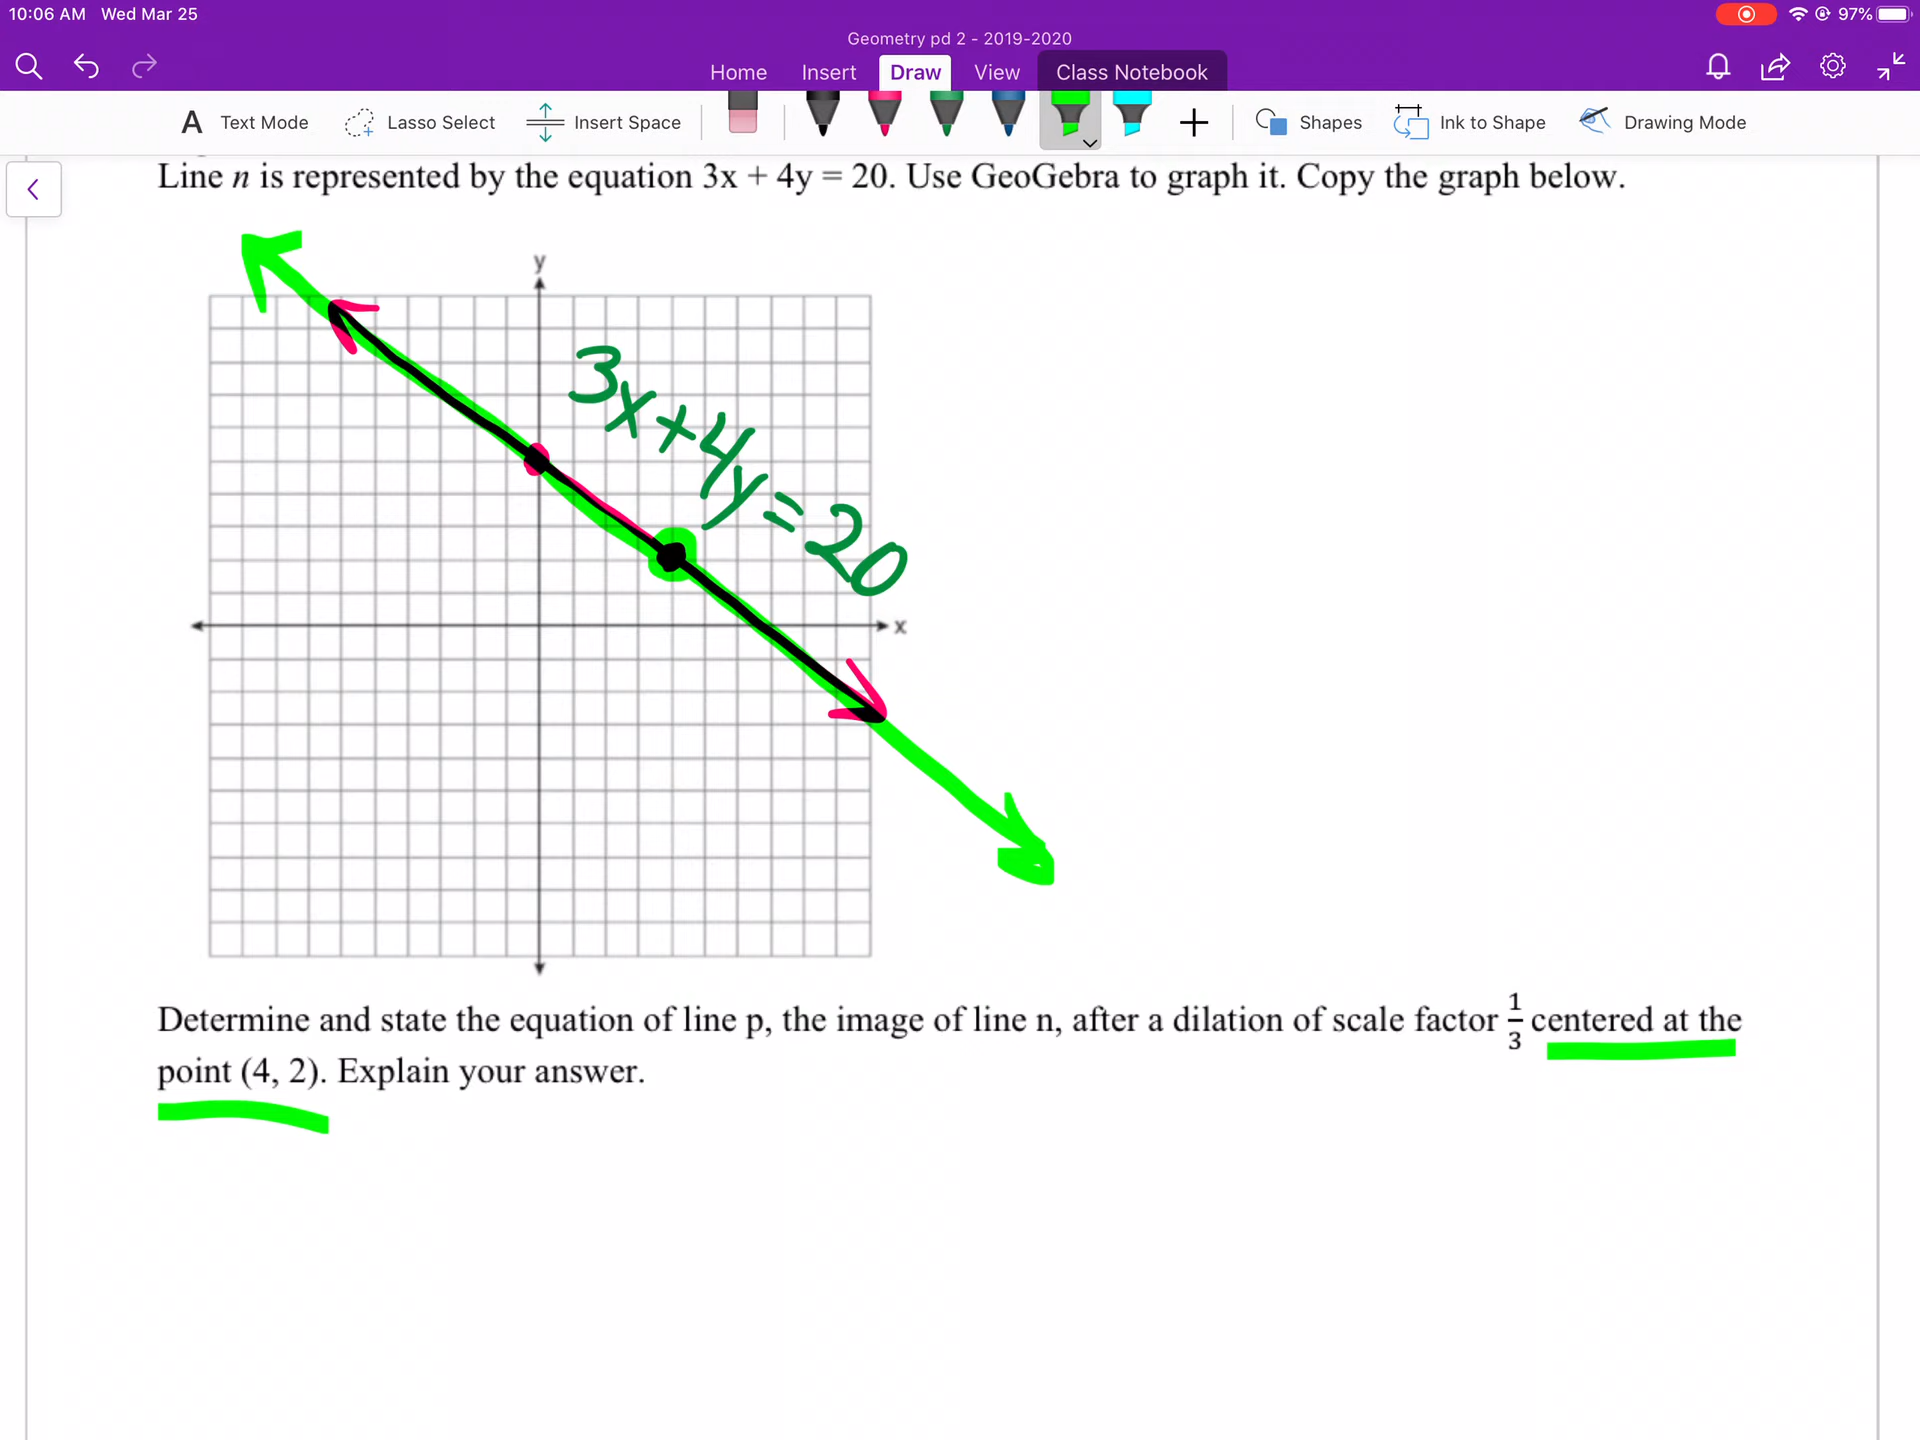 10:06 AM Wed Mar 25
97%
Geometry pd 2 - 2019-2020
Home Insert Draw View Class Notebook
A Text Mode Lasso Select Insert Space Shapes Ink to Shape Drawing Mode
Line n is represented by the equation 3x + 4y = 20. Use GeoGebra to graph it. Copy the graph below.
y
3x+4y=20
x
Determine and state the equation of line p, the image of line n, after a dilation of scale factor 1/3 centered at the
point (4, 2). Explain your answer.